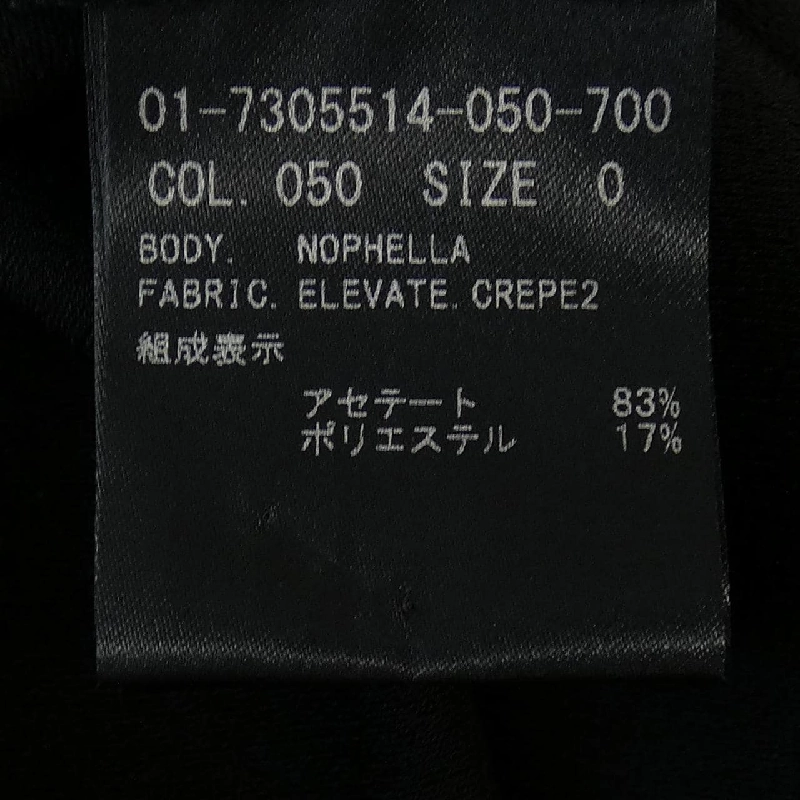 01-7305514-050-700
COL. 050 SIZE 0
BODY. NOPHELLA
FABRIC. ELEVATE. CREPE2
組成表示
アセテート 83%
ポリエステル 17%